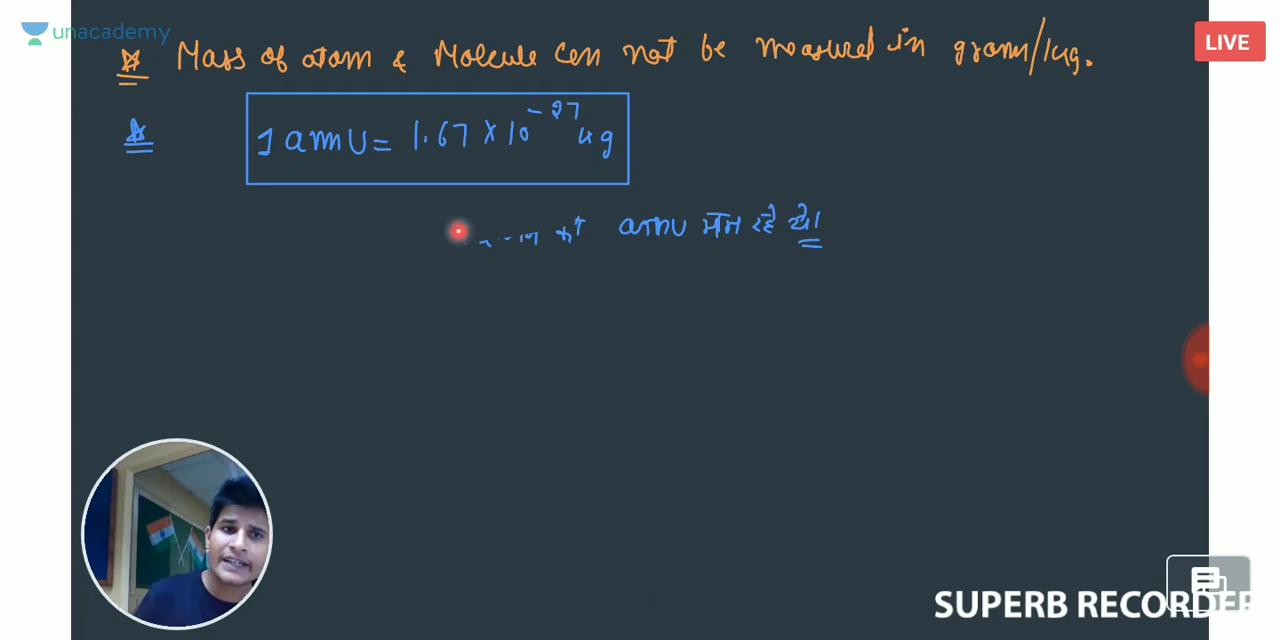 unacademy
LIVE
Mass of atom & Molecule Can not be measured in gram/kg.
1 amu = 1.67 × 10⁻²⁷ kg
को amu मान रहे थे।
SUPERB RECORDER